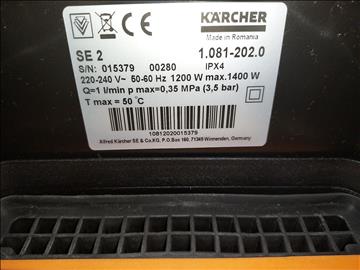 KÄRCHER
Made in Romania
SE 2 1.081-202.0
S/N: 015379 00280 IPX4
220-240 V~ 50-60 Hz 1200 W max.1400 W
Q=1 l/min p max=0,35 MPa (3,5 bar)
T max = 50°C
10812020015379
Alfred Kärcher SE & Co.KG, P.O.Box 160, 71349 Winnenden, Germany